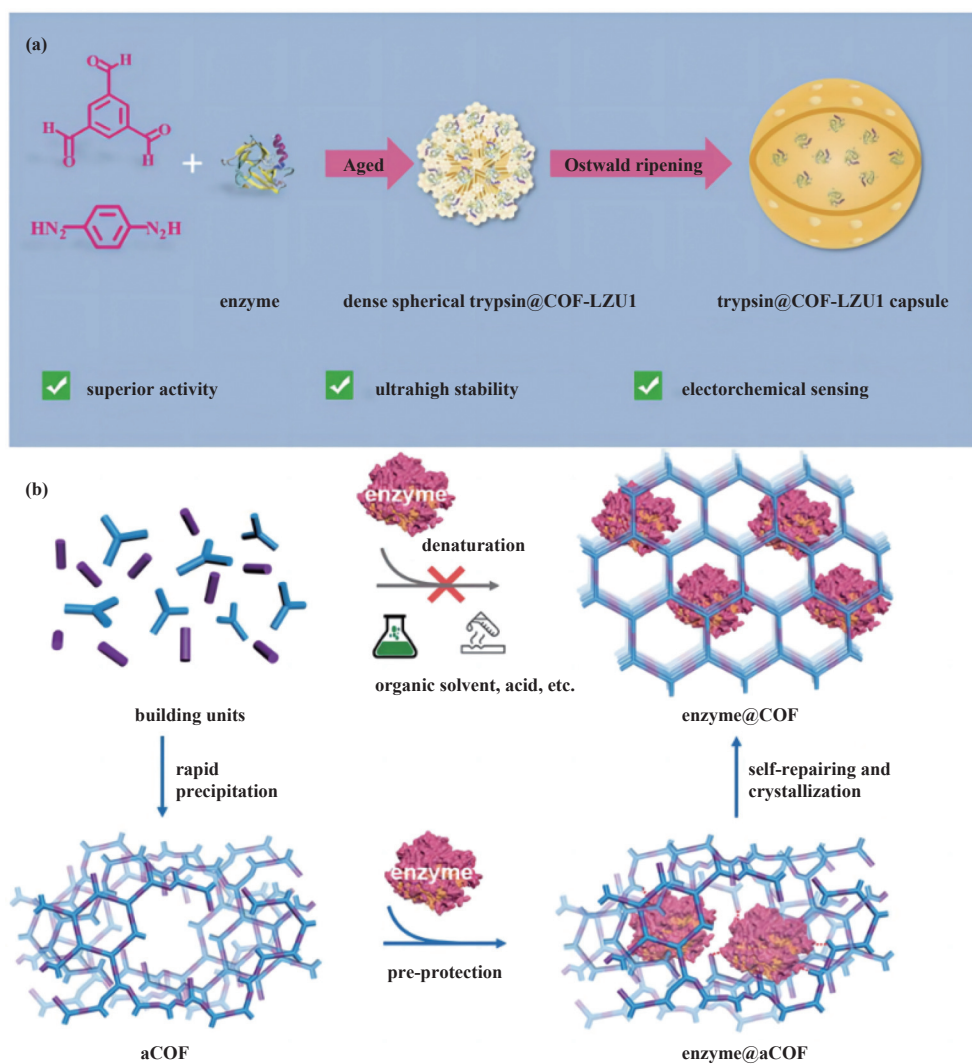 (a)
O
H
O
H
H
O
HN2
N2H
+
enzyme
Aged
dense spherical trypsin@COF-LZU1
Ostwald ripening
trypsin@COF-LZU1 capsule
superior activity
ultrahigh stability
electorchemical sensing
(b)
enzyme
denaturation
organic solvent, acid, etc.
building units
enzyme@COF
rapid
precipitation
self-repairing and
crystallization
enzyme
pre-protection
aCOF
enzyme@aCOF